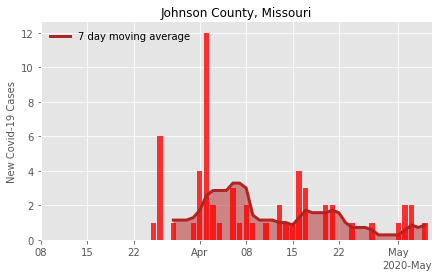 Johnson County, Missouri
7 day moving average
New Covid-19 Cases
12
10
8
6
4
2
0
08 15 22 Apr 08 15 22 May
2020-May